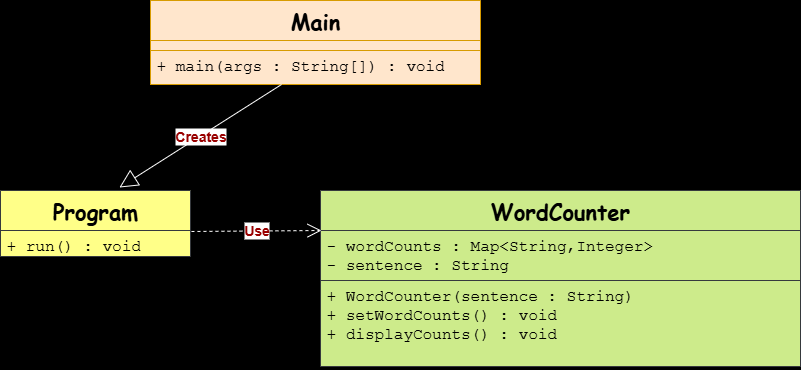 Main
+ main(args : String[]) : void
Creates
Program
+ run() : void
Use
WordCounter
- wordCounts : Map<String,Integer>
- sentence : String
+ WordCounter(sentence : String)
+ setWordCounts() : void
+ displayCounts() : void